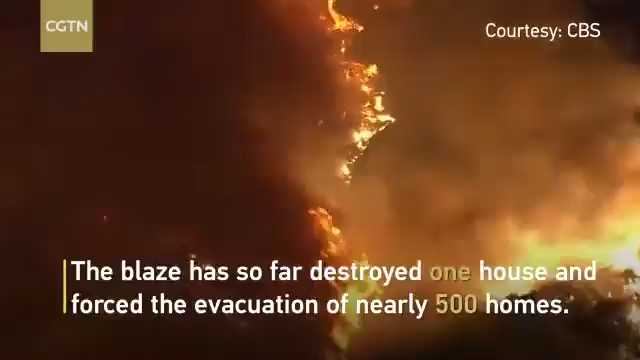 CGTN
Courtesy: CBS
The blaze has so far destroyed one house and
forced the evacuation of nearly 500 homes.